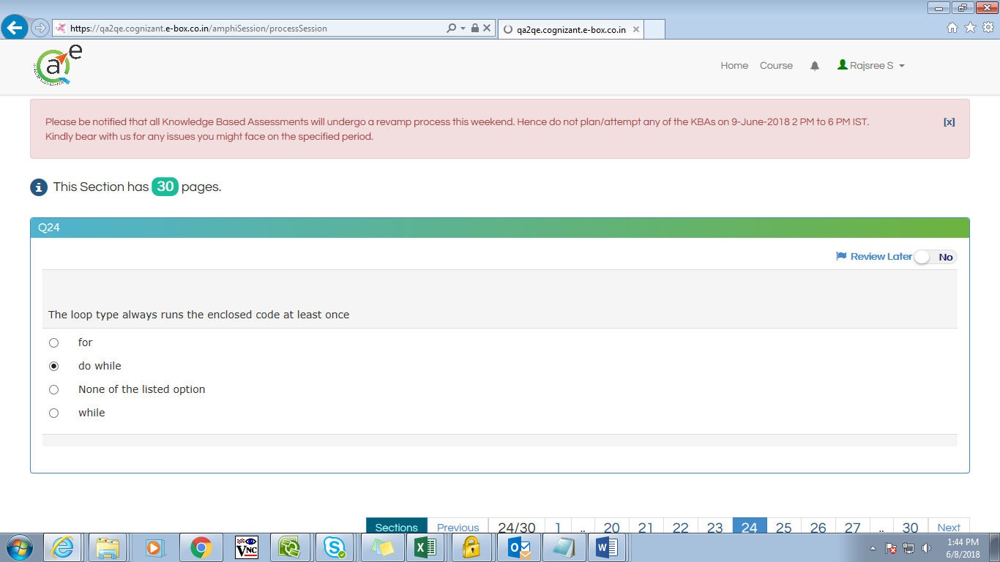 https://qa2qe.cognizant.e-box.co.in/amphiSession/processSession
qa2qe.cognizant.e-box.co.in
a e
Home Course Rajsree S
Please be notified that all Knowledge Based Assessments will undergo a revamp process this weekend. Hence do not plan/attempt any of the KBAs on 9-June-2018 2 PM to 6 PM IST. [x]
Kindly bear with us for any issues you might face on the specified period.
This Section has 30 pages.
Q24
Review Later No
The loop type always runs the enclosed code at least once
for
do while
None of the listed option
while
Sections Previous 24/30 1 .. 20 21 22 23 24 25 26 27 .. 30 Next
VNC
1:44 PM
6/8/2018